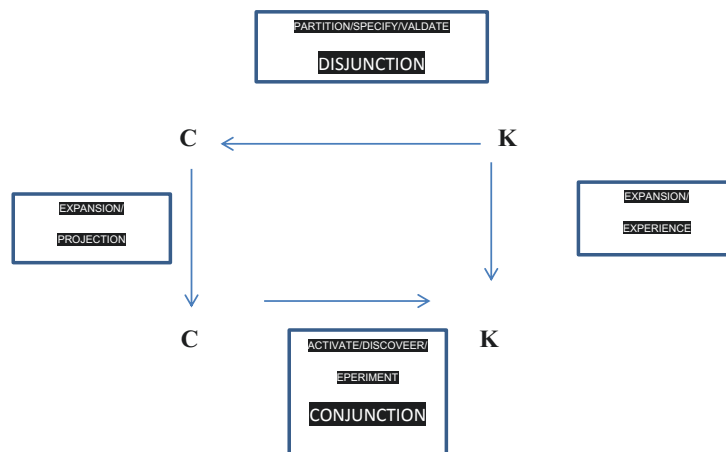 PARTITION/SPECIFY/VALDATE
DISJUNCTION
C K
EXPANSION/
PROJECTION
EXPANSION/
EXPERIENCE
C K
ACTIVATE/DISCOVEER/
EPERIMENT
CONJUNCTION